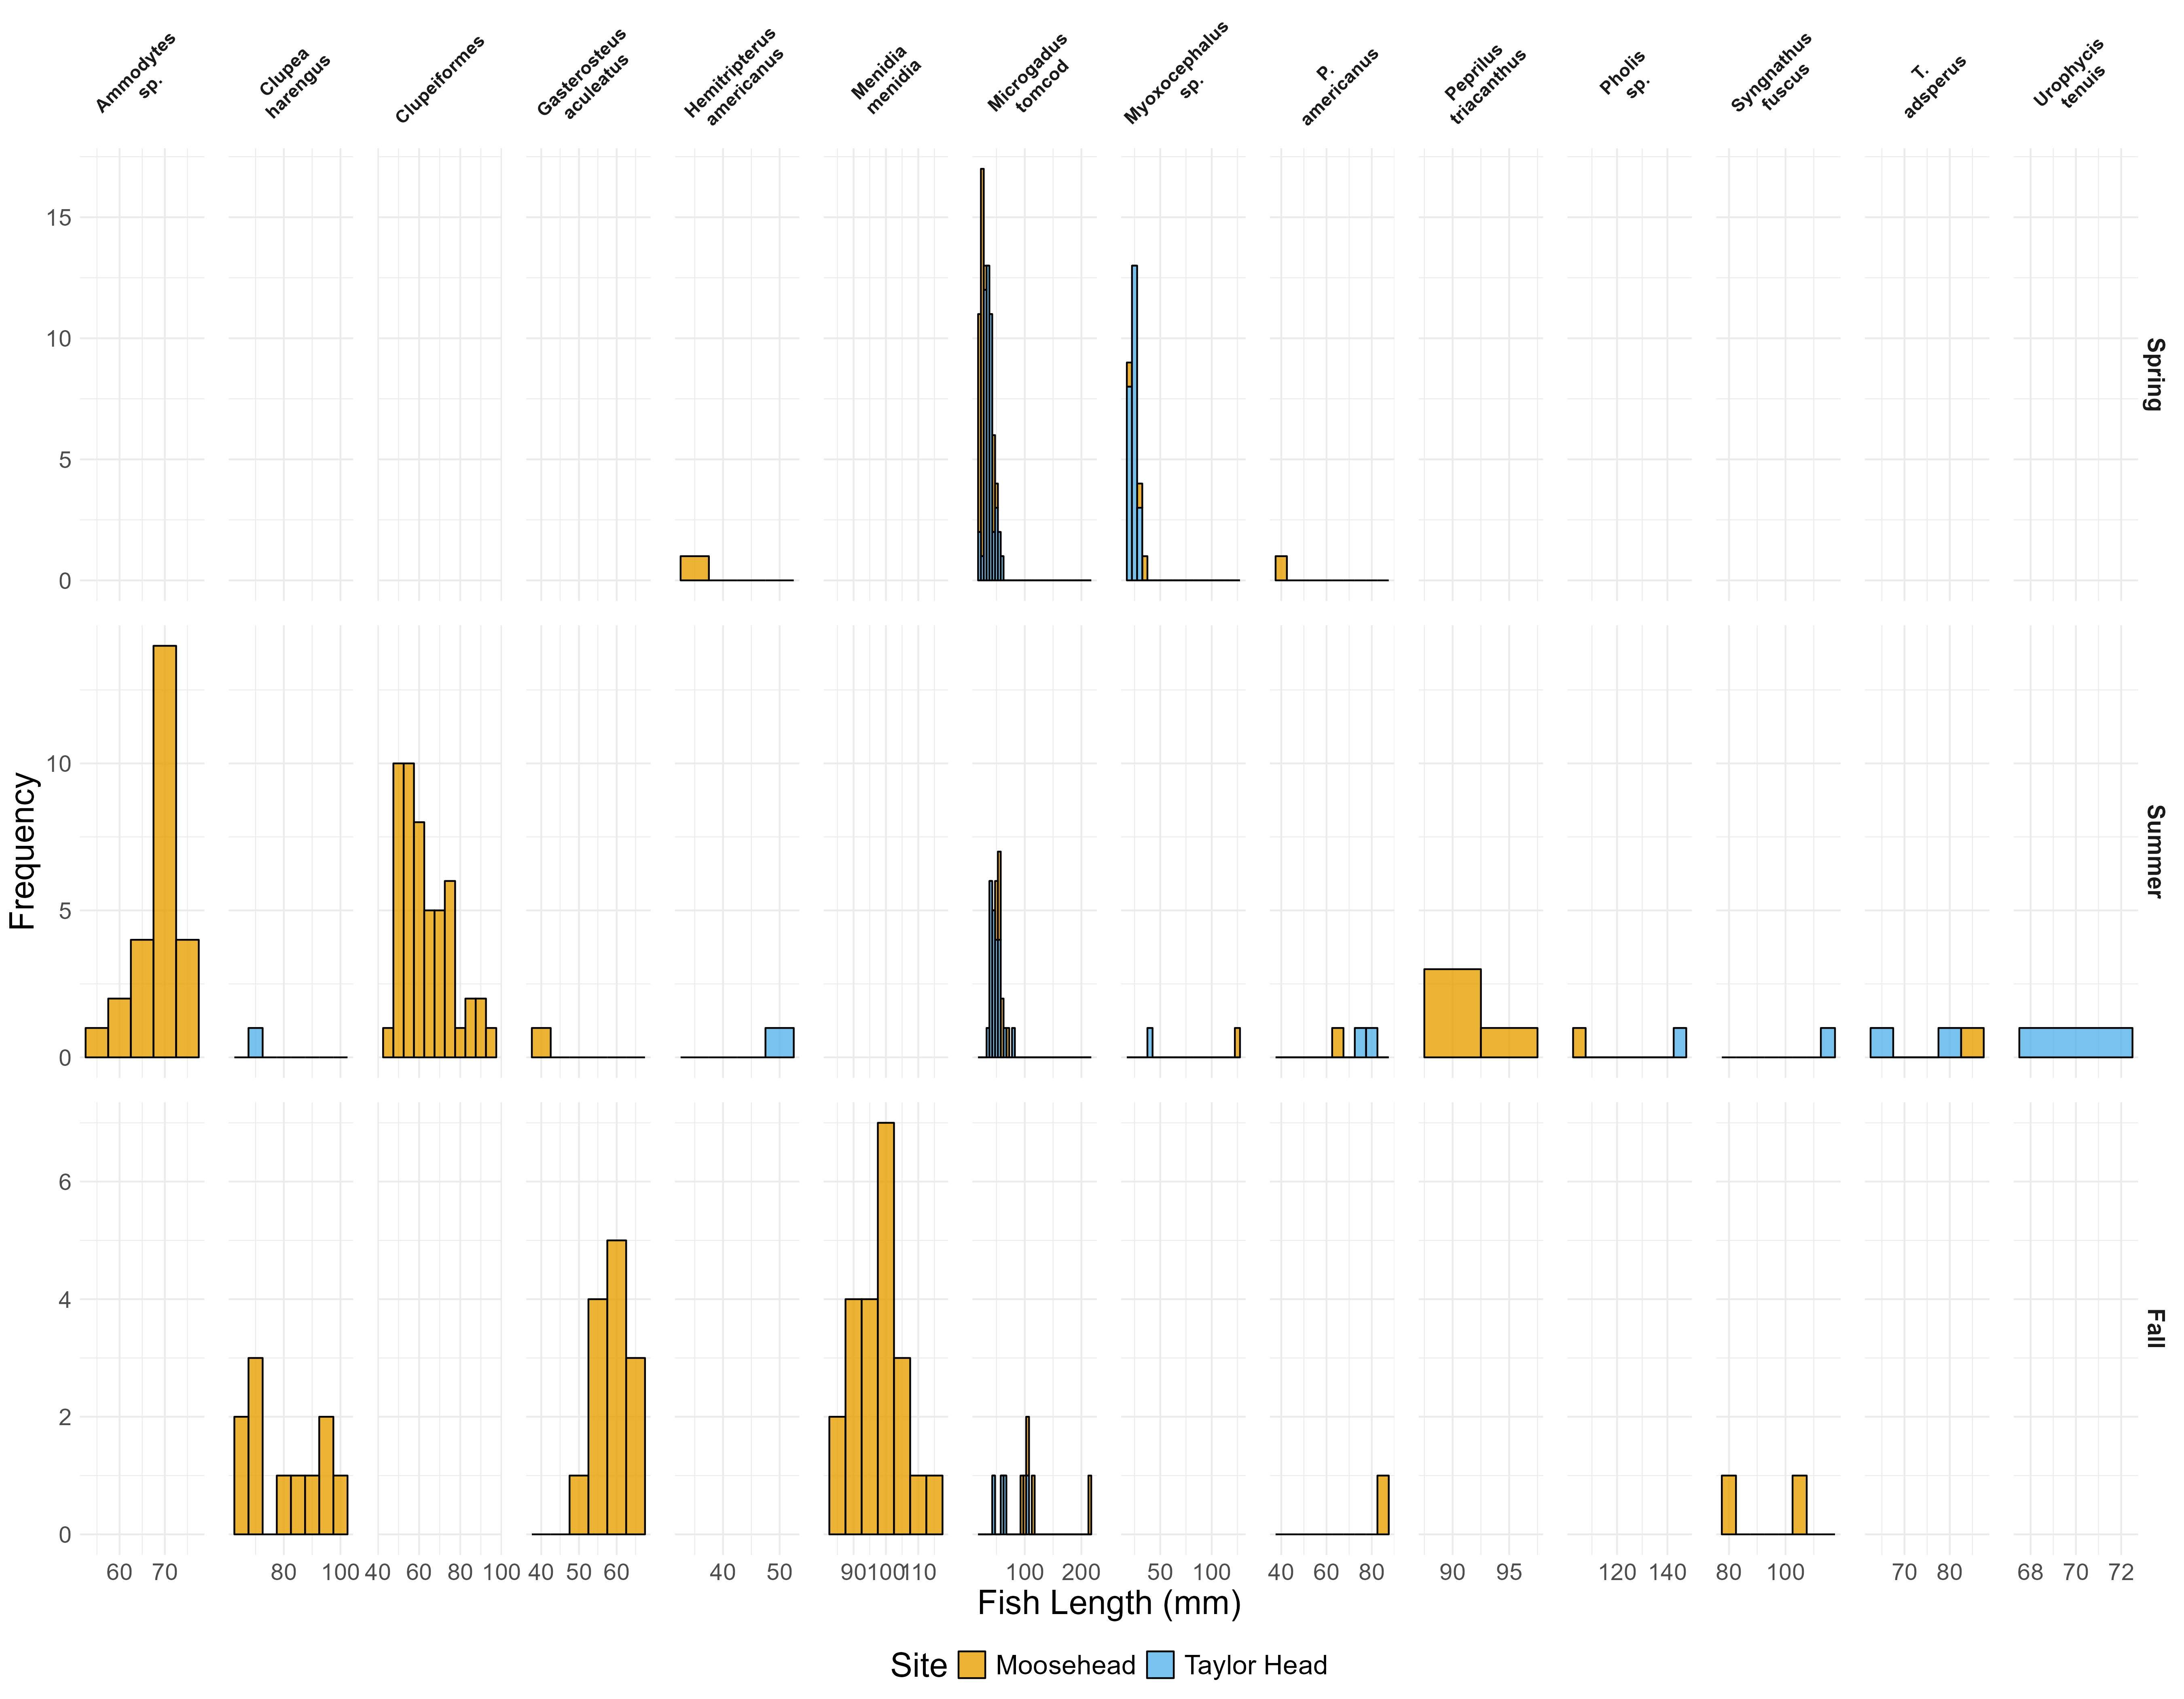 Ammodytes
sp.
Clupea
harengus
Clupeiformes
Gasterosteus
aculeatus
Hemitripterus
americanus
Menidia
menidia
Microgadus
tomcod
Myoxocephalus
sp.
P.
americanus
Peprilus
triacanthus
Pholis
sp.
Syngnathus
fuscus
T.
adsperus
Urophycis
tenuis
15
10
5
0
Spring
10
5
0
Summer
6
4
2
0
Fall
Frequency
60 70 80 100 40 60 80 100 40 50 60 40 50 90 100 110 100 200 50 100 40 60 80 90 95 120 140 80 100 70 80 68 70 72
Fish Length (mm)
Site Moosehead Taylor Head